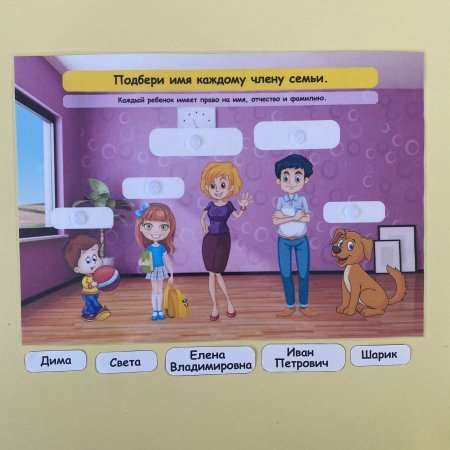 Подбери имя каждому члену семьи.
Каждый ребенок имеет право на имя, отчество и фамилию.
Дима
Света
Елена
Владимировна
Иван
Петрович
Шарик